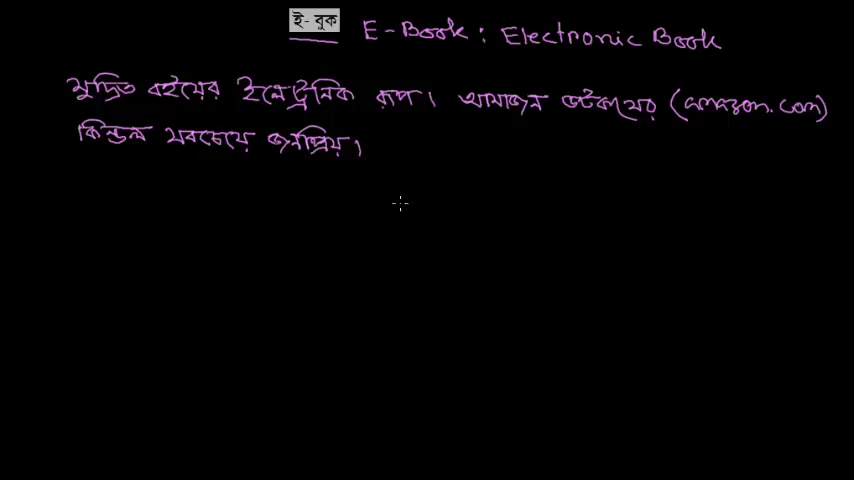 ই- বুক E-Book : Electronic Book
মুদ্রিত বইয়ের ইলেট্রনিক রূপ। আমাজন ডটকমের (amazon.com)
কিন্ডল সবচেয়ে জনপ্রিয়।